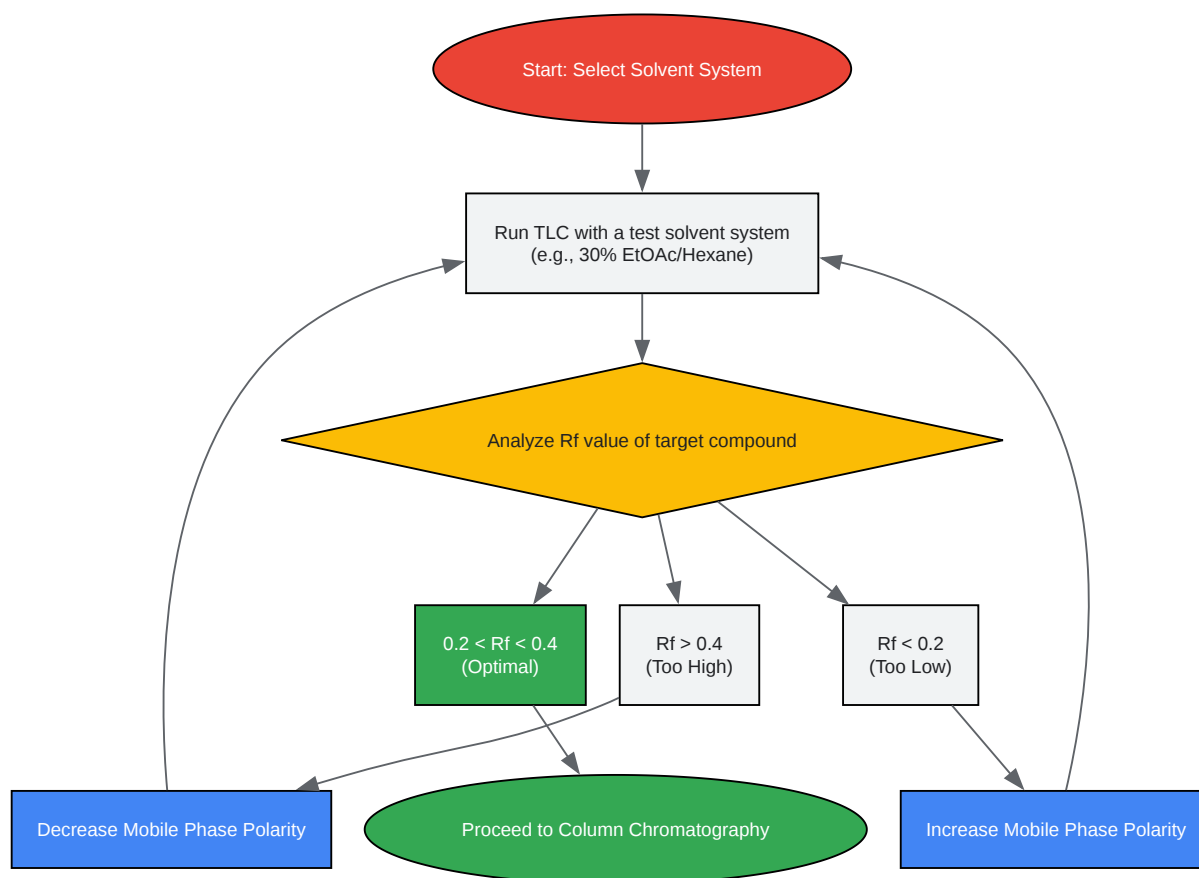 Start: Select Solvent System
Run TLC with a test solvent system
(e.g., 30% EtOAc/Hexane)
Analyze Rf value of target compound
0.2 < Rf < 0.4
(Optimal)
Rf > 0.4
(Too High)
Rf < 0.2
(Too Low)
Decrease Mobile Phase Polarity
Proceed to Column Chromatography
Increase Mobile Phase Polarity